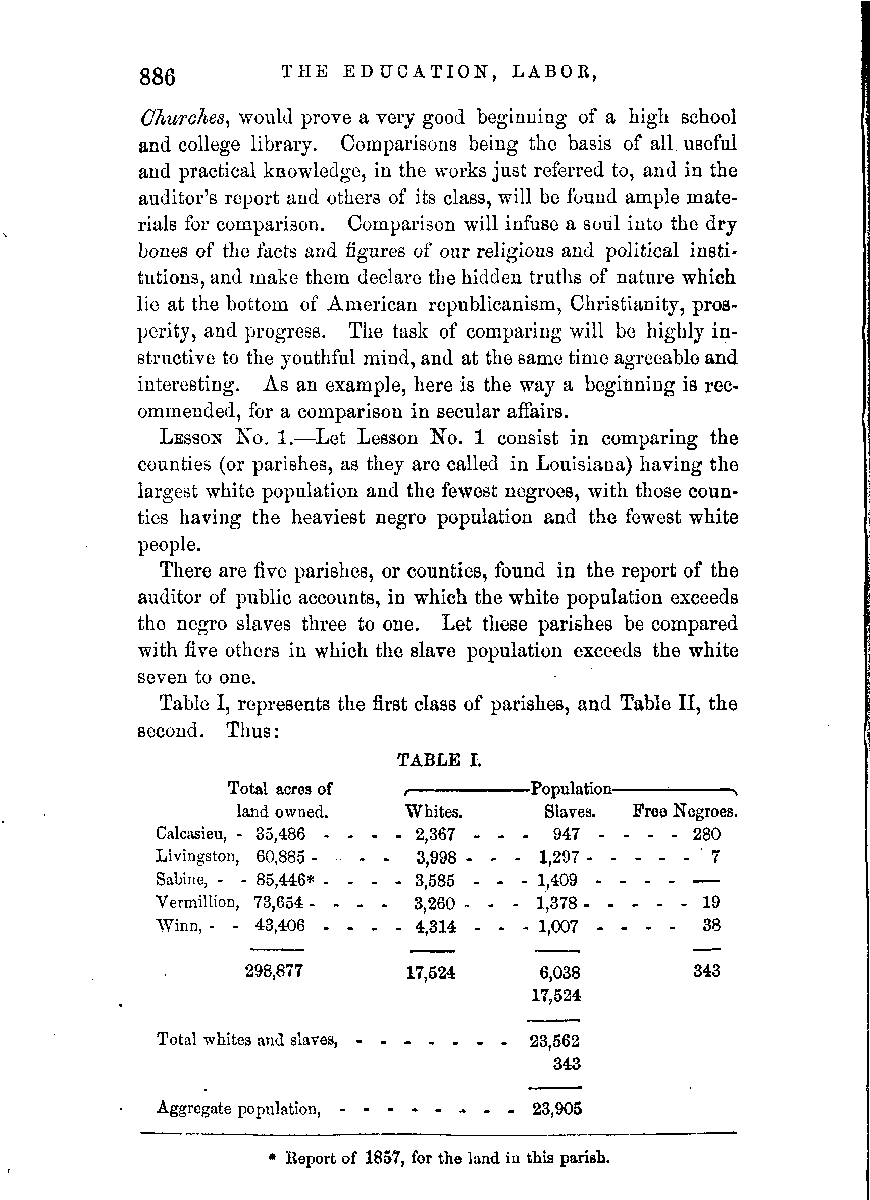 886 THE EDUCATION, LABOR,
Churches, would prove a very good beginning of a high school
and college library. Comparisons being the basis of all useful
and practical knowledge, in the works just referred to, and in the
auditor's report and others of its class, will be found ample mate-
rials for comparison. Comparison will infuse a soul into the dry
bones of the facts and figures of our religious and political insti-
tutions, and make them declare the hidden truths of nature which
lie at the bottom of American republicanism, Christianity, pros-
perity, and progress. The task of comparing will be highly in-
structive to the youthful mind, and at the same time agreeable and
interesting. As an example, here is the way a beginning is rec-
ommended, for a comparison in secular affairs.
LESSON No. 1.—Let Lesson No. 1 consist in comparing the
counties (or parishes, as they are called in Louisiana) having the
largest white population and the fewest negroes, with those coun-
ties having the heaviest negro population and the fewest white
people.
There are five parishes, or counties, found in the report of the
auditor of public accounts, in which the white population exceeds
the negro slaves three to one. Let these parishes be compared
with five others in which the slave population exceeds the white
seven to one.
Table I, represents the first class of parishes, and Table II, the
second. Thus:
TABLE I.
Total acres of Population
land owned. Whites. Slaves. Free Negroes.
Calcasieu, - 35,486 - - - - 2,367 - - - 947 - - - - 280
Livingston, 60,885 - - - - 3,998 - - - 1,297 - - - - - 7
Sabine, - - 85,446* - - - - 3,585 - - - 1,409 - - - - —
Vermillion, 73,654 - - - - 3,260 - - - 1,378 - - - - - 19
Winn, - - 43,406 - - - - 4,314 - - - 1,007 - - - - 38
298,877 17,524 6,038 343
17,524
Total whites and slaves, - - - - - - - 23,562
343
Aggregate population, - - - - - - - - 23,905
* Report of 1857, for the land in this parish.